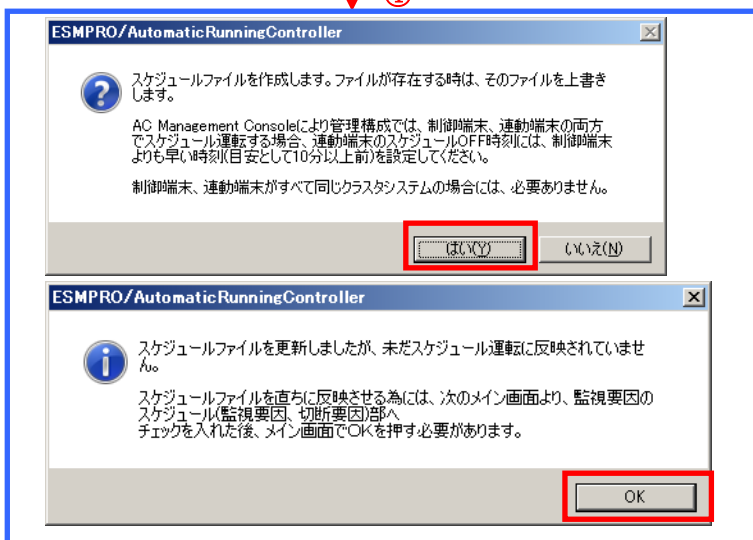 ①
ESMPRO/AutomaticRunningController
スケジュールファイルを作成します。ファイルが存在する時は、そのファイルを上書き
します。
AC Management Consoleにより管理構成では、制御端末、連動端末の両方
でスケジュール運転する場合、連動端末のスケジュールOFF時刻には、制御端末
よりも早い時刻(目安として10分以上前)を設定してください。
制御端末、連動端末がすべて同じクラスタシステムの場合には、必要ありません。
はい(Y)
いいえ(N)
ESMPRO/AutomaticRunningController
スケジュールファイルを更新しましたが、未だスケジュール運転に反映されていませ
ん。
スケジュールファイルを直ちに反映させる為には、次のメイン画面より、監視要因の
スケジュール(監視要因、切断要因)部へ
チェックを入れた後、メイン画面でOKを押す必要があります。
OK